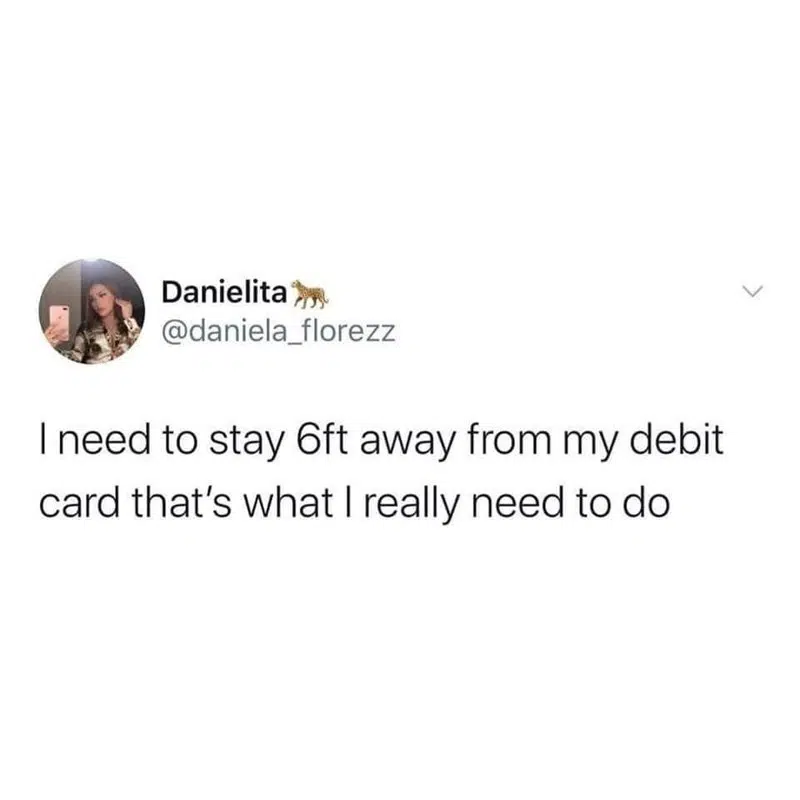 Danielita🐆
@daniela_florezz
I need to stay 6ft away from my debit
card that's what I really need to do